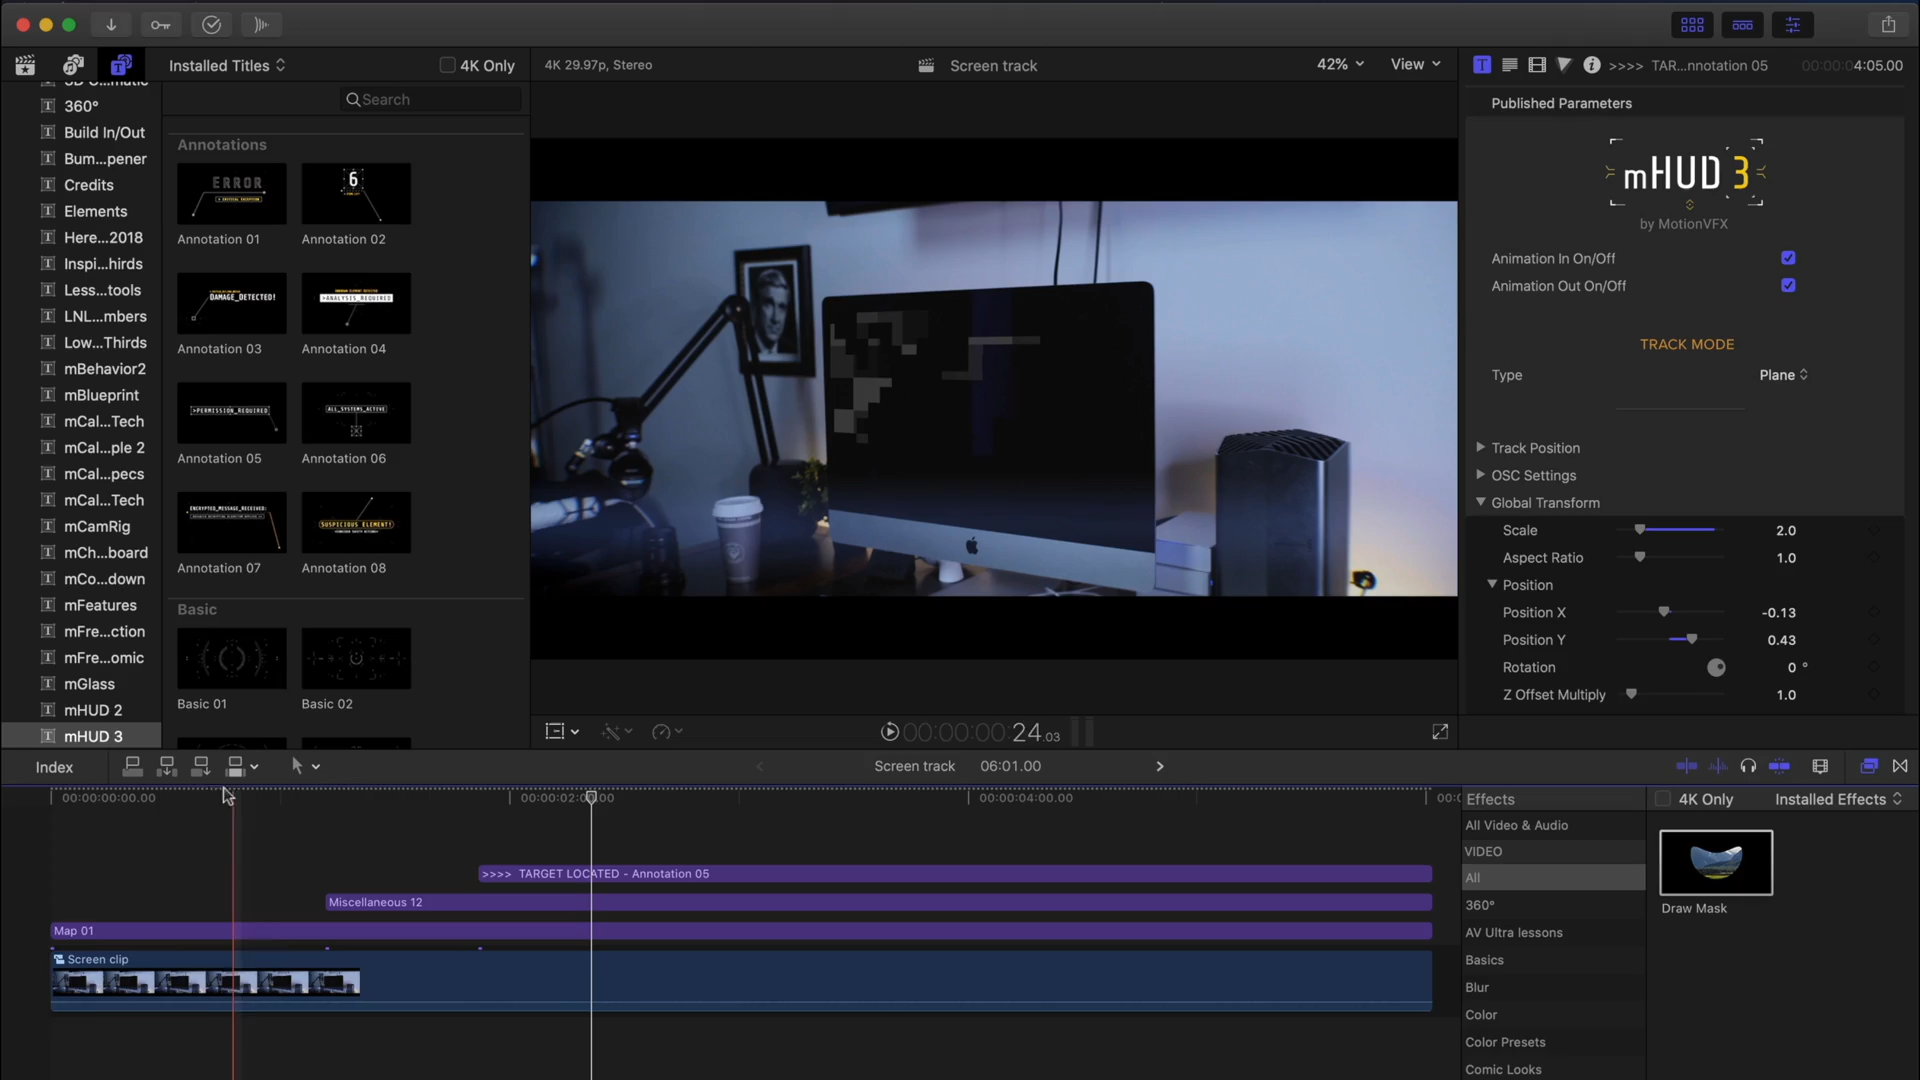 Installed Titles
4K Only
4K 29.97p, Stereo
Screen track
42%
View
>>>> TAR...nnotation 05
00:00:04:05.00
360°
Build In/Out
Bum...pener
Credits
Elements
Here...2018
Inspi...hirds
Less...tools
LNL...mbers
Low...Thirds
mBehavior2
mBlueprint
mCal...Tech
mCal...ple 2
mCal...pecs
mCal...Tech
mCamRig
mCh...board
mCo...down
mFeatures
mFre...ction
mFre...omic
mGlass
mHUD 2
mHUD 3
Search
Annotations
ERROR
6
Annotation 01
Annotation 02
DAMAGE_DETECTED!
>ANALYSIS_REQUIRED
Annotation 03
Annotation 04
>PERMISSION_REQUIRED
ALL_SYSTEMS_ACTIVE
Annotation 05
Annotation 06
ENCRYPTED_MESSAGE_RECEIVED:
SUSPICIOUS ELEMENT!
Annotation 07
Annotation 08
Basic
Basic 01
Basic 02
Published Parameters
mHUD 3
by MotionVFX
Animation In On/Off
Animation Out On/Off
TRACK MODE
Type
Plane
Track Position
OSC Settings
Global Transform
Scale
2.0
Aspect Ratio
1.0
Position
Position X
-0.13
Position Y
0.43
Rotation
0 °
Z Offset Multiply
1.0
00:00:00:00 24.03
Index
Screen track
06:01.00
00:00:00:00.00
00:00:04:00.00
>>>> TARGET LOCATED - Annotation 05
Miscellaneous 12
Map 01
Screen clip
Effects
4K Only
Installed Effects
All Video & Audio
VIDEO
All
360°
AV Ultra lessons
Basics
Blur
Color
Color Presets
Comic Looks
Draw Mask